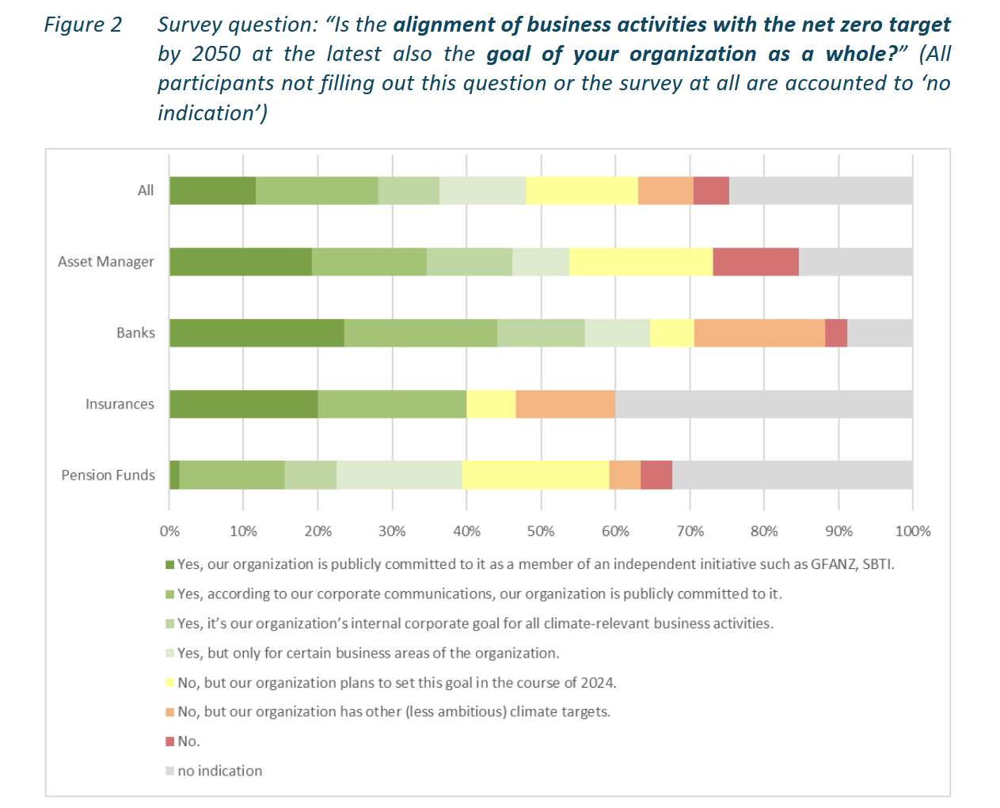 Figure 2 Survey question: “Is the alignment of business activities with the net zero target
by 2050 at the latest also the goal of your organization as a whole?” (All
participants not filling out this question or the survey at all are accounted to ‘no
indication’)
All
Asset Manager
Banks
Insurances
Pension Funds
0% 10% 20% 30% 40% 50% 60% 70% 80% 90% 100%
Yes, our organization is publicly committed to it as a member of an independent initiative such as GFANZ, SBTI.
Yes, according to our corporate communications, our organization is publicly committed to it.
Yes, it’s our organization’s internal corporate goal for all climate-relevant business activities.
Yes, but only for certain business areas of the organization.
No, but our organization plans to set this goal in the course of 2024.
No, but our organization has other (less ambitious) climate targets.
No.
no indication